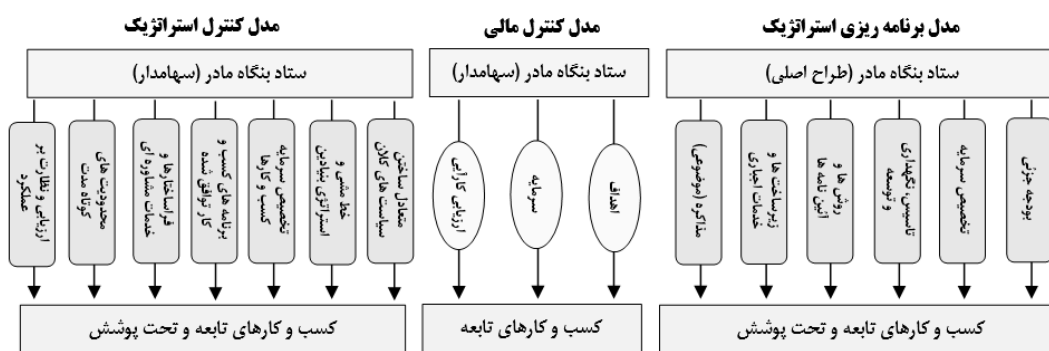 مدل برنامه ریزی استراتژیک
ستاد بنگاه مادر (طراح اصلی)
بودجه جزئی
تخصیص سرمایه
تاسیس، نگهداری
و توسعه
روش ها و
آئین نامه ها
زیرساخت ها و
خدمات اجباری
مذاکره (موضوعی)
کسب و کارهای تابعه و تحت پوشش
مدل کنترل مالی
ستاد بنگاه مادر (سهامدار)
اهداف
سرمایه
ارزیابی کارآیی
کسب و کارهای تابعه
مدل کنترل استراتژیک
ستاد بنگاه مادر (سهامدار)
متعادل ساختن
سیاست های کلان
خط مشی و
استراتژی بنیادین
تخصیص سرمایه
کسب و کارها
برنامه های کسب و
کار توافق شده
فراساختارها و
خدمات مشاوره ای
محدودیت های
کوتاه مدت
ارزیابی و نظارت بر
عملکرد
کسب و کارهای تابعه و تحت پوشش